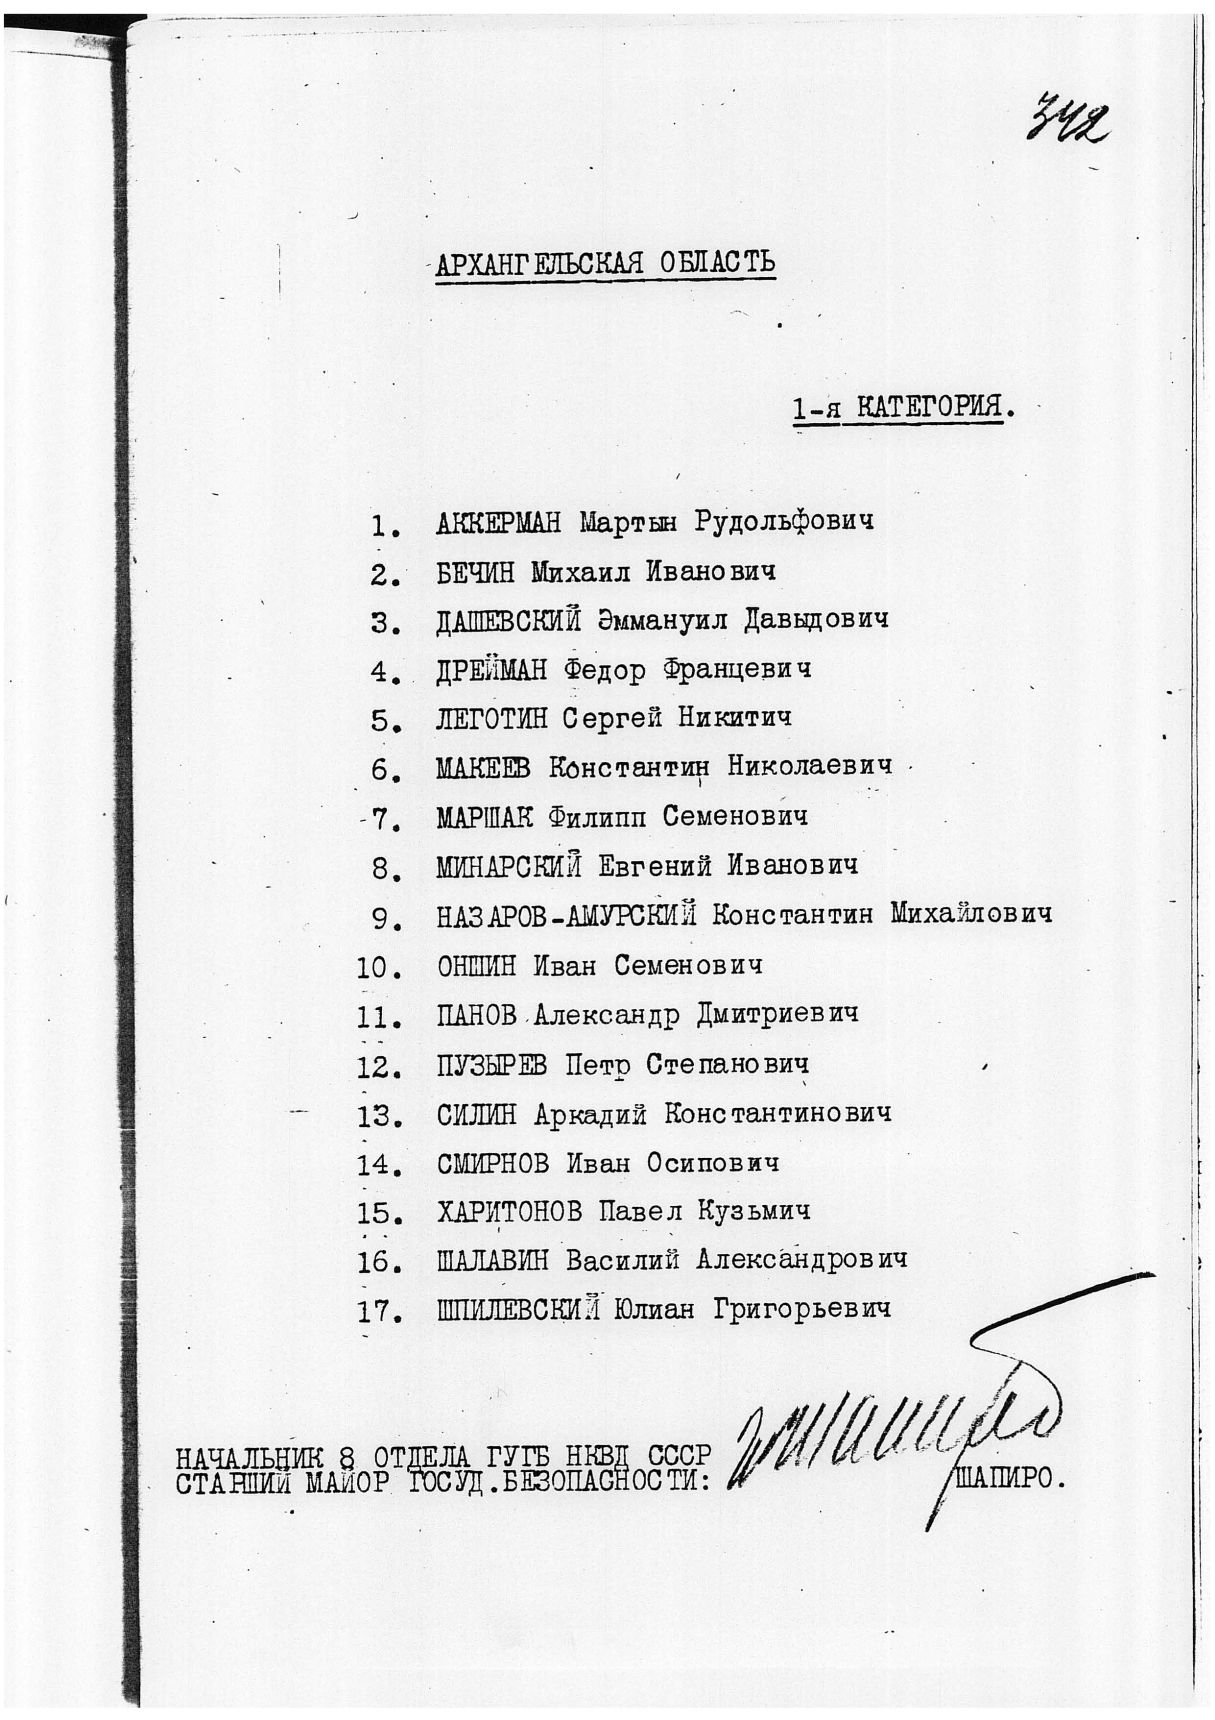 342
АРХАНГЕЛЬСКАЯ ОБЛАСТЬ
1-я КАТЕГОРИЯ.
1. АККЕРМАН Мартын Рудольфович
2. БЕЧИН Михаил Иванович
3. ДАШЕВСКИЙ Эммануил Давыдович
4. ДРЕЙМАН Федор Францевич
5. ЛЕГОТИН Сергей Никитич
6. МАКЕЕВ Константин Николаевич
7. МАРШАК Филипп Семенович
8. МИНАРСКИЙ Евгений Иванович
9. НАЗАРОВ-АМУРСКИЙ Константин Михайлович
10. ОНШИН Иван Семенович
11. ПАНОВ Александр Дмитриевич
12. ПУЗЫРЕВ Петр Степанович
13. СИЛИН Аркадий Константинович
14. СМИРНОВ Иван Осипович
15. ХАРИТОНОВ Павел Кузьмич
16. ШАЛАВИН Василий Александрович
17. ШПИЛЕВСКИЙ Юлиан Григорьевич
НАЧАЛЬНИК 8 ОТДЕЛА ГУГБ НКВД СССР
СТАРШИЙ МАЙОР ГОСУД.БЕЗОПАСНОСТИ: ШАПИРО.